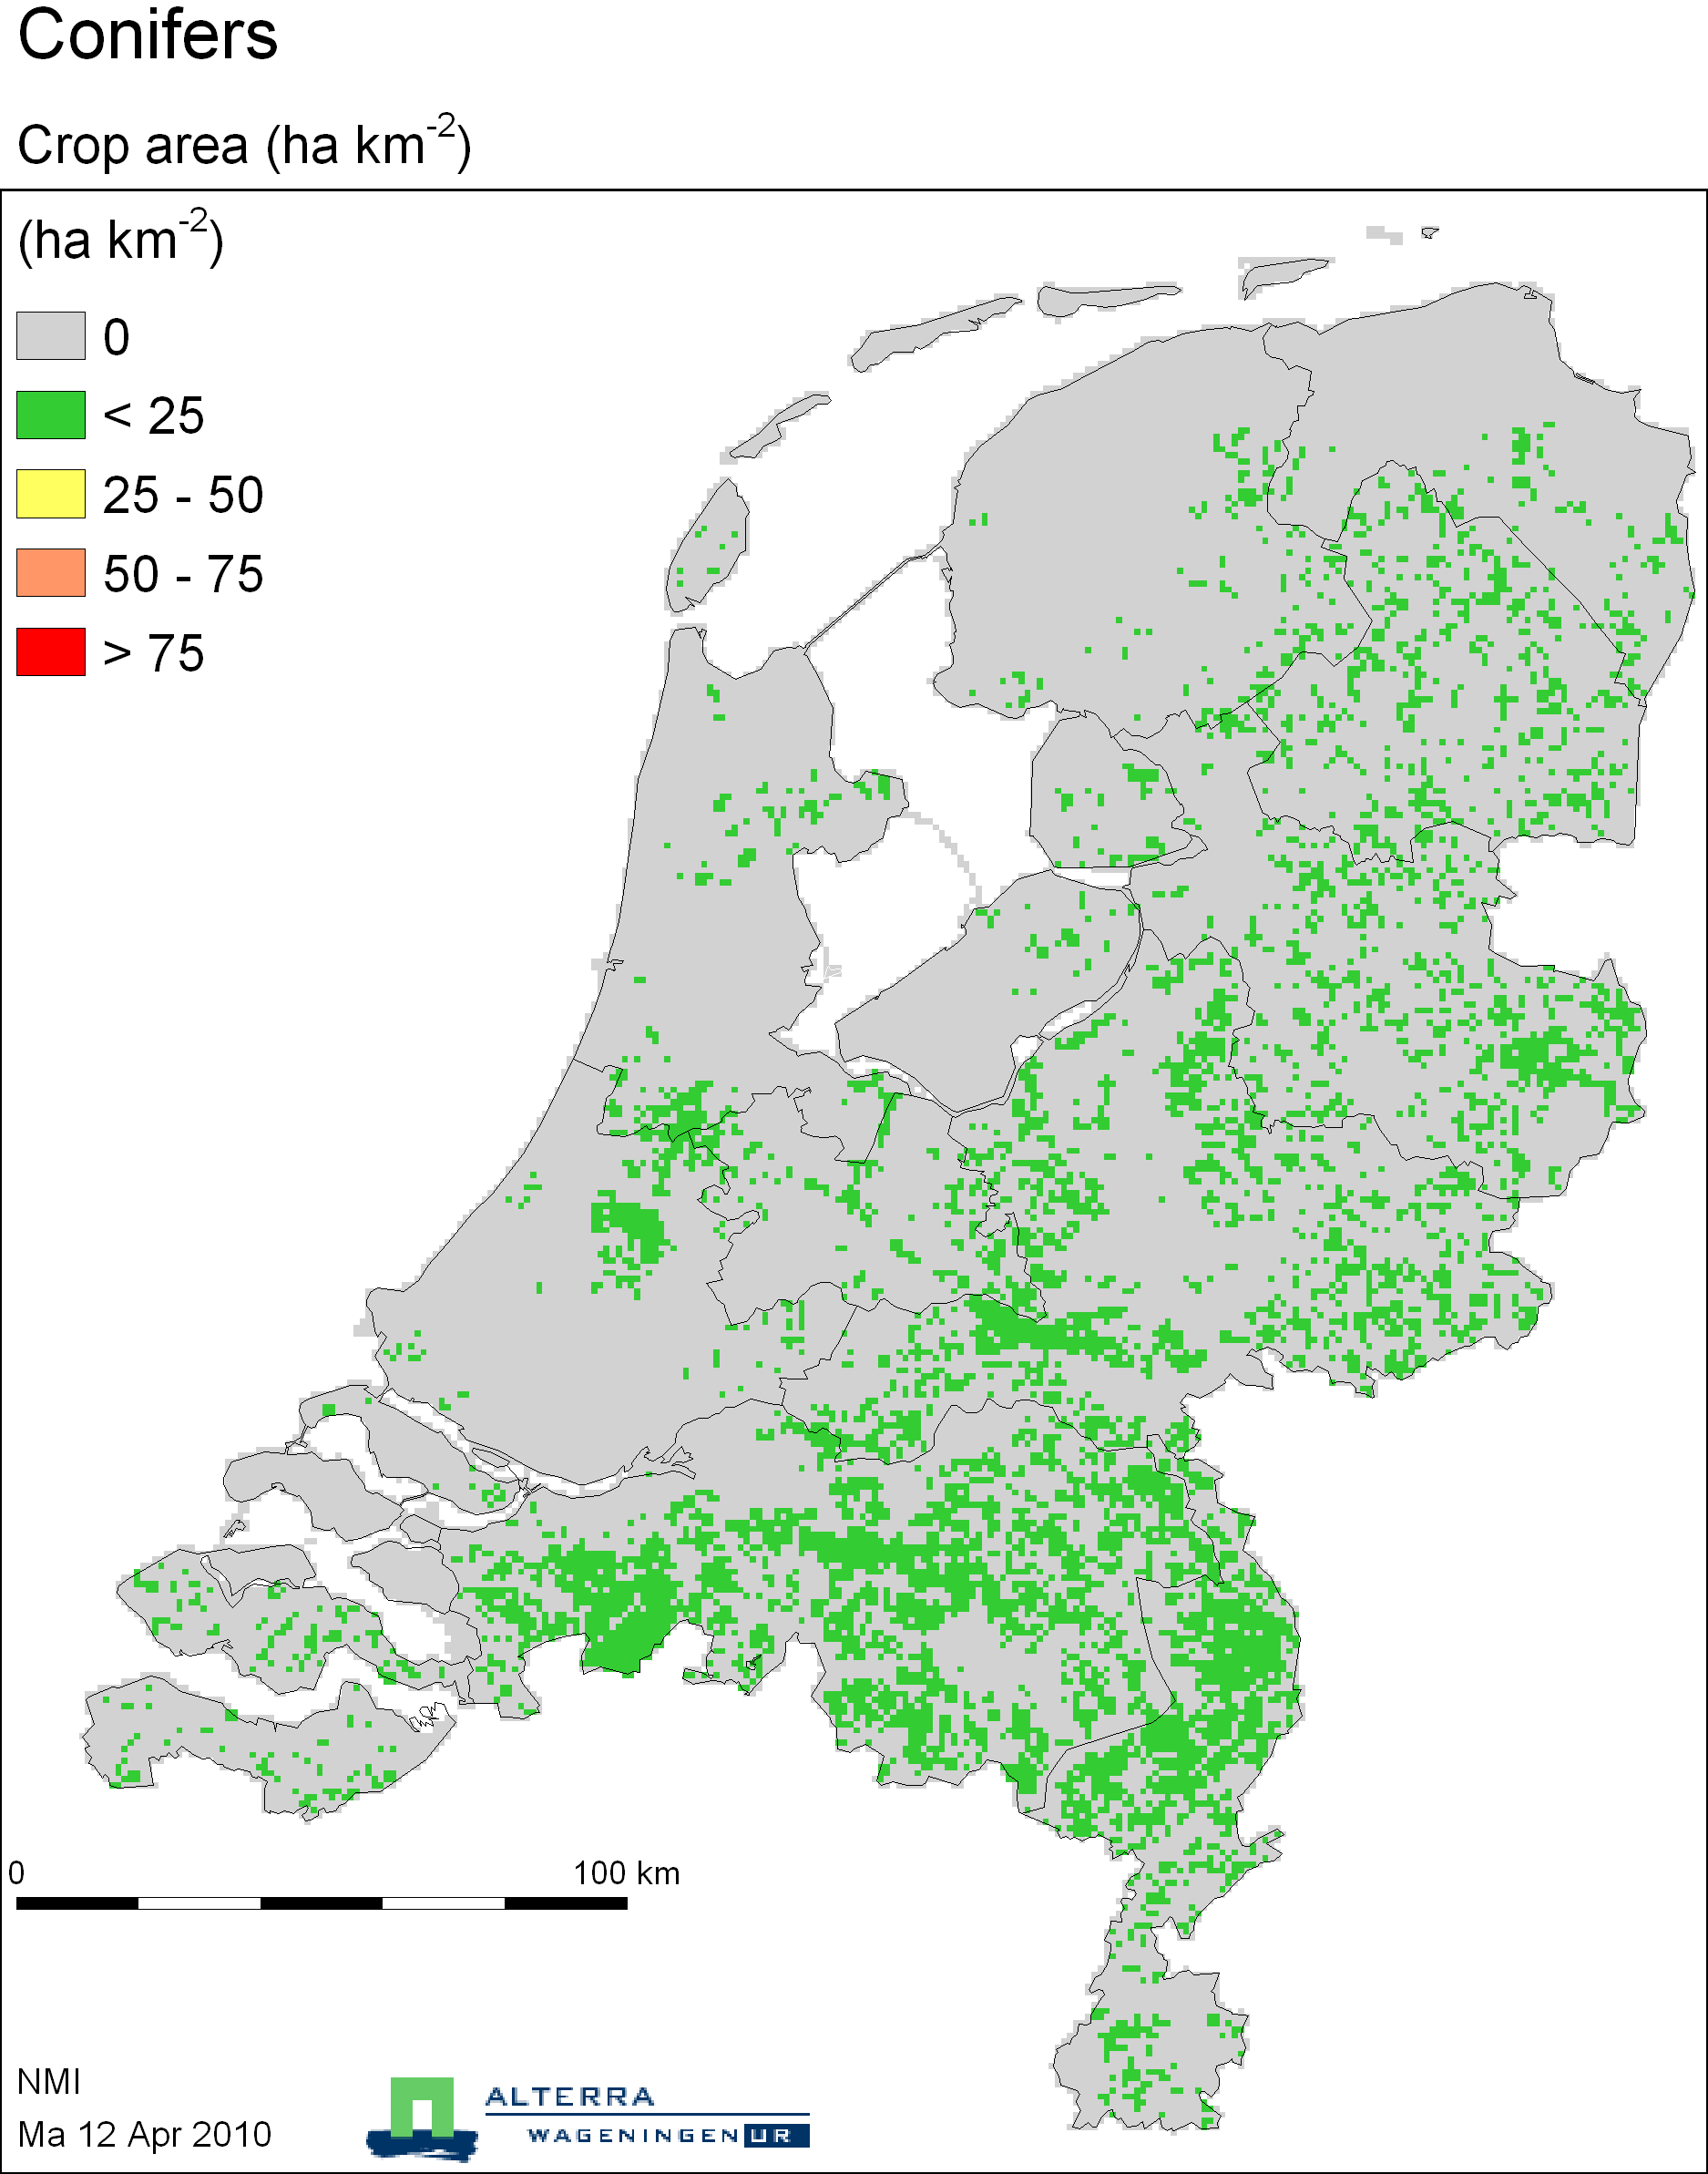 Conifers
Crop area (ha km-2)
(ha km-2)
0
< 25
25 - 50
50 - 75
> 75
0 100 km
NMI
Ma 12 Apr 2010
ALTERRA
WAGENINGEN UR